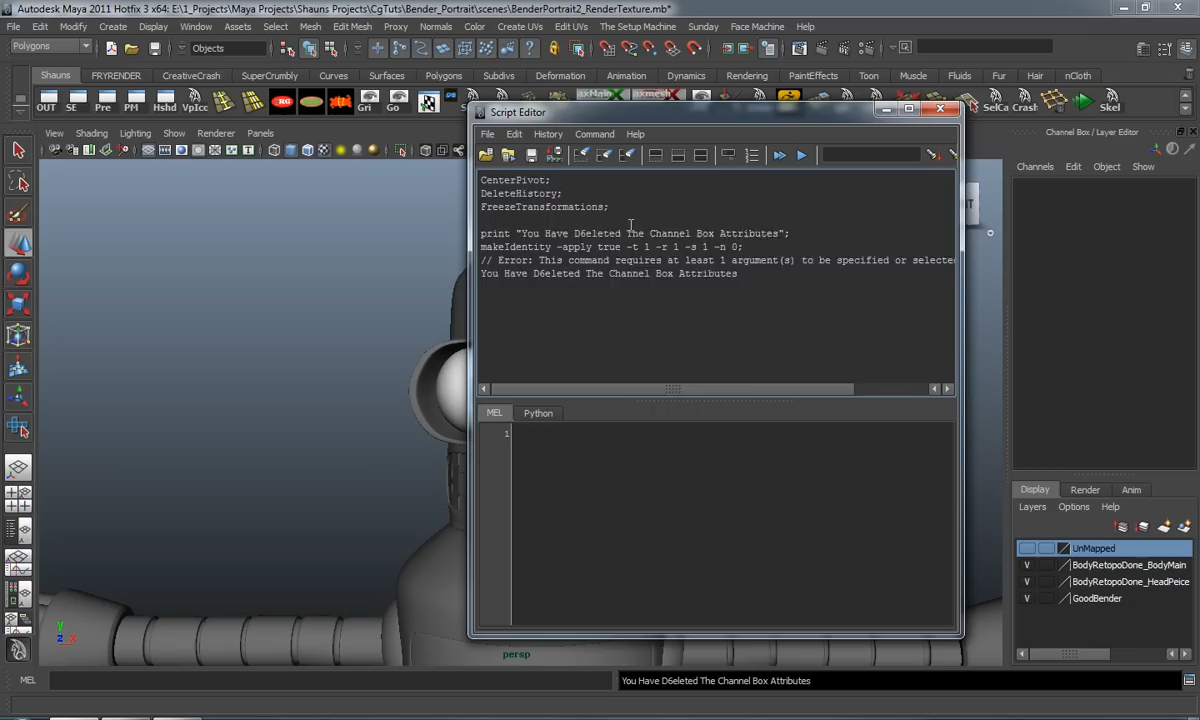 Autodesk Maya 2011 Hotfix 3 x64: E:\1_Projects\Maya Projects\Shauns Projects\CgTuts\Bender_Portrait\scenes\BenderPortrait2_RenderTexture.mb*
File Edit Modify Create Display Window Assets Select Mesh Edit Mesh Proxy Normals Color Create UVs Edit UVs The Setup Machine Sunday Face Machine Help
Polygons
Objects
Shauns FRYRENDER CreativeCrash SuperCrumbly Curves Surfaces Polygons Subdivs Deformation Animation Dynamics Rendering PaintEffects Toon Muscle Fluids Fur Hair nCloth
OUT SE Pre PM Hshd VpIcc Gri Go SelCa Crash Skel
View Shading Lighting Show Renderer Panels
Script Editor
File Edit History Command Help
CenterPivot;
DeleteHistory;
FreezeTransformations;
print "You Have D6eleted The Channel Box Attributes";
makeIdentity -apply true -t 1 -r 1 -s 1 -n 0;
// Error: This command requires at least 1 argument(s) to be specified or selecte
You Have D6eleted The Channel Box Attributes
MEL Python
1
Channel Box / Layer Editor
Channels Edit Object Show
Display Render Anim
Layers Options Help
UnMapped
V BodyRetopoDone_BodyMain
V BodyRetopoDone_HeadPeice
V GoodBender
y
z x
persp
MEL
You Have D6eleted The Channel Box Attributes